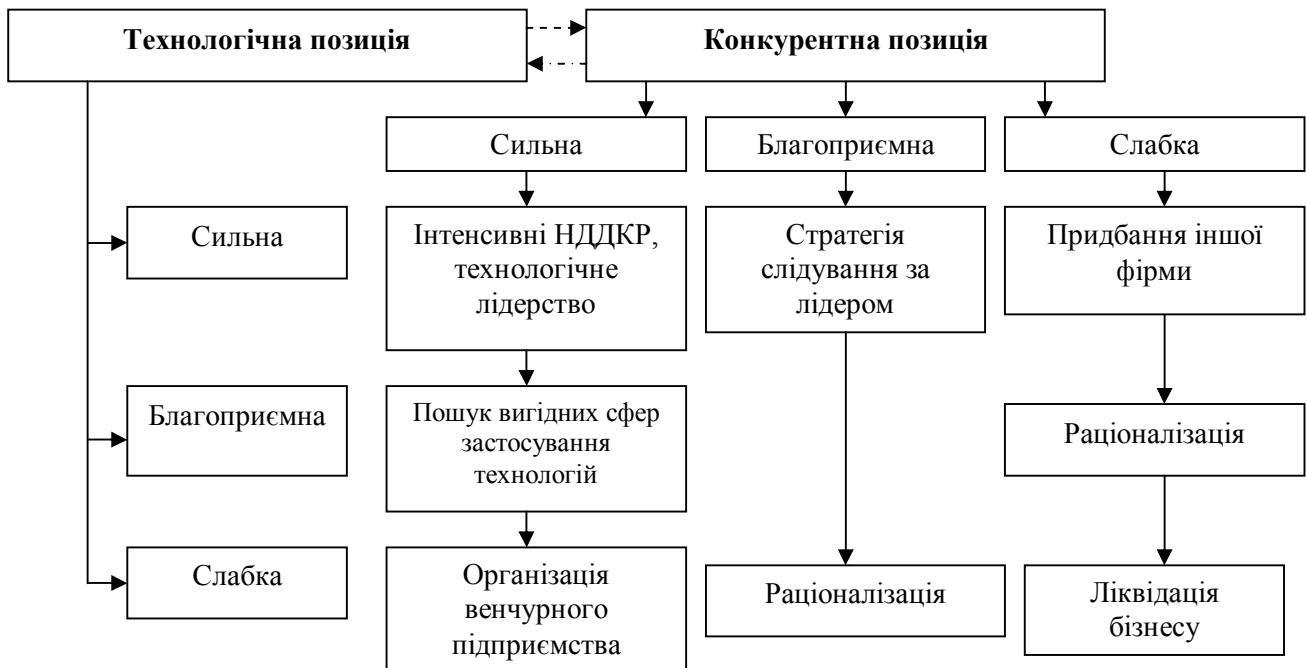 Технологічна позиція
Конкурентна позиція
Сильна
Благоприємна
Слабка
Сильна
Інтенсивні НДДКР,
технологічне
лідерство
Стратегія
слідування за
лідером
Придбання іншої
фірми
Благоприємна
Пошук вигідних сфер
застосування
технологій
Раціоналізація
Слабка
Організація
венчурного
підприємства
Раціоналізація
Ліквідація
бізнесу